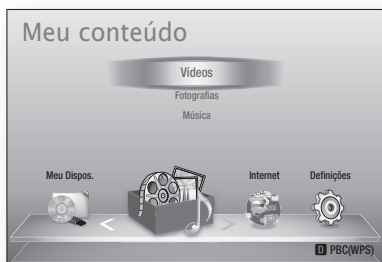 Meu conteúdo
Vídeos
Fotografias
Música
Meu Dispos.
Internet
Definições
D PBC(WPS)